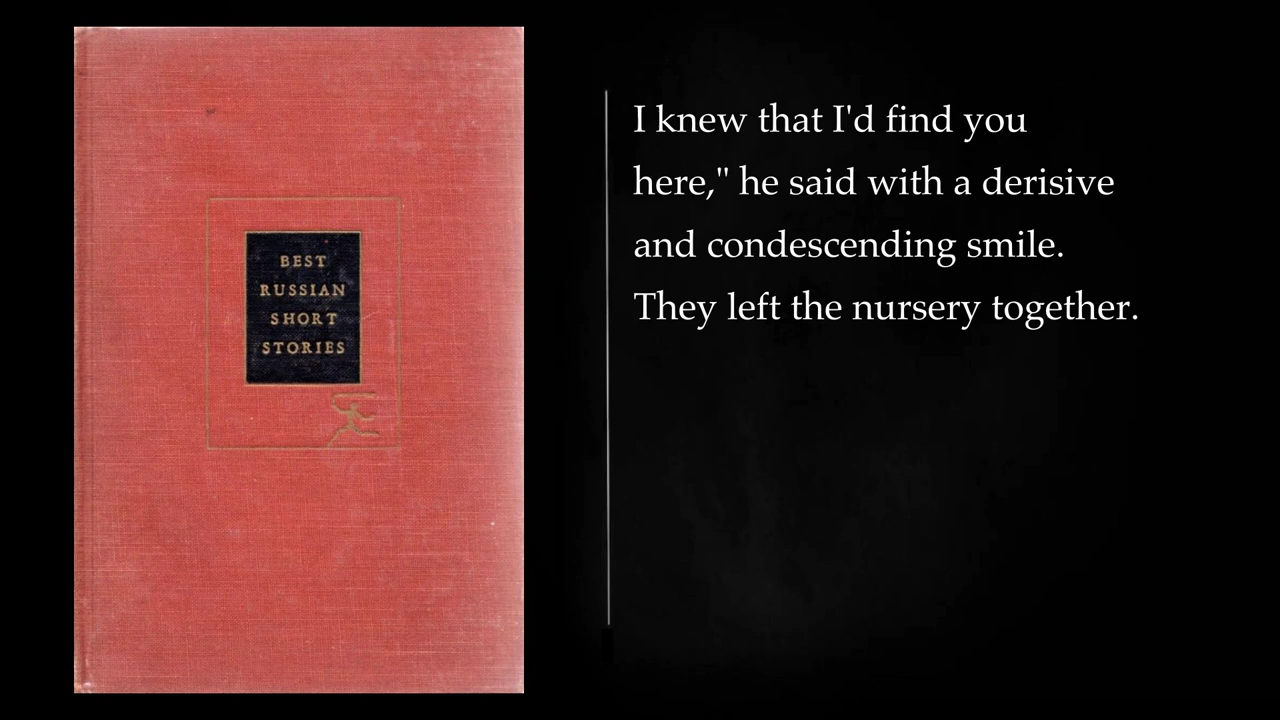 BEST
RUSSIAN
SHORT
STORIES
I knew that I'd find you
here," he said with a derisive
and condescending smile.
They left the nursery together.